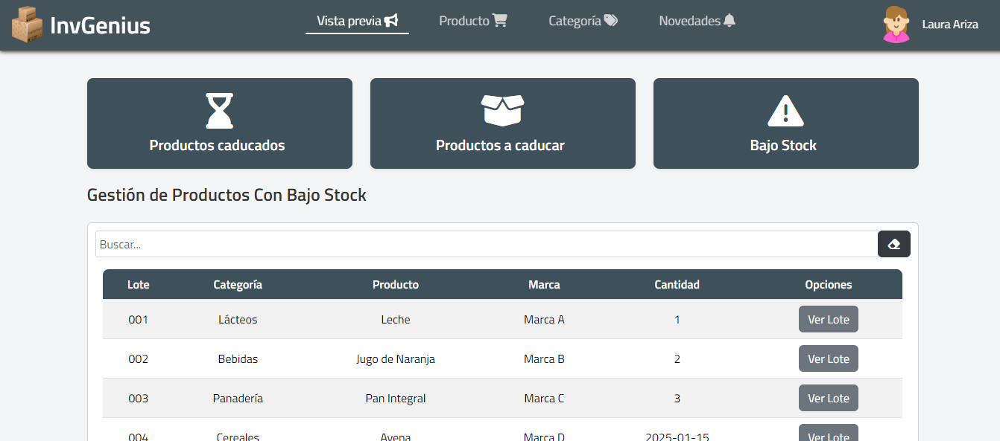 InvGenius
Vista previa
Producto
Categoría
Novedades
Laura Ariza
Productos caducados
Productos a caducar
Bajo Stock
Gestión de Productos Con Bajo Stock
Buscar...
Lote Categoría Producto Marca Cantidad Opciones
001 Lácteos Leche Marca A 1 Ver Lote
002 Bebidas Jugo de Naranja Marca B 2 Ver Lote
003 Panadería Pan Integral Marca C 3 Ver Lote
004 Cereales Avena Marca D 2025-01-15 Ver Lote